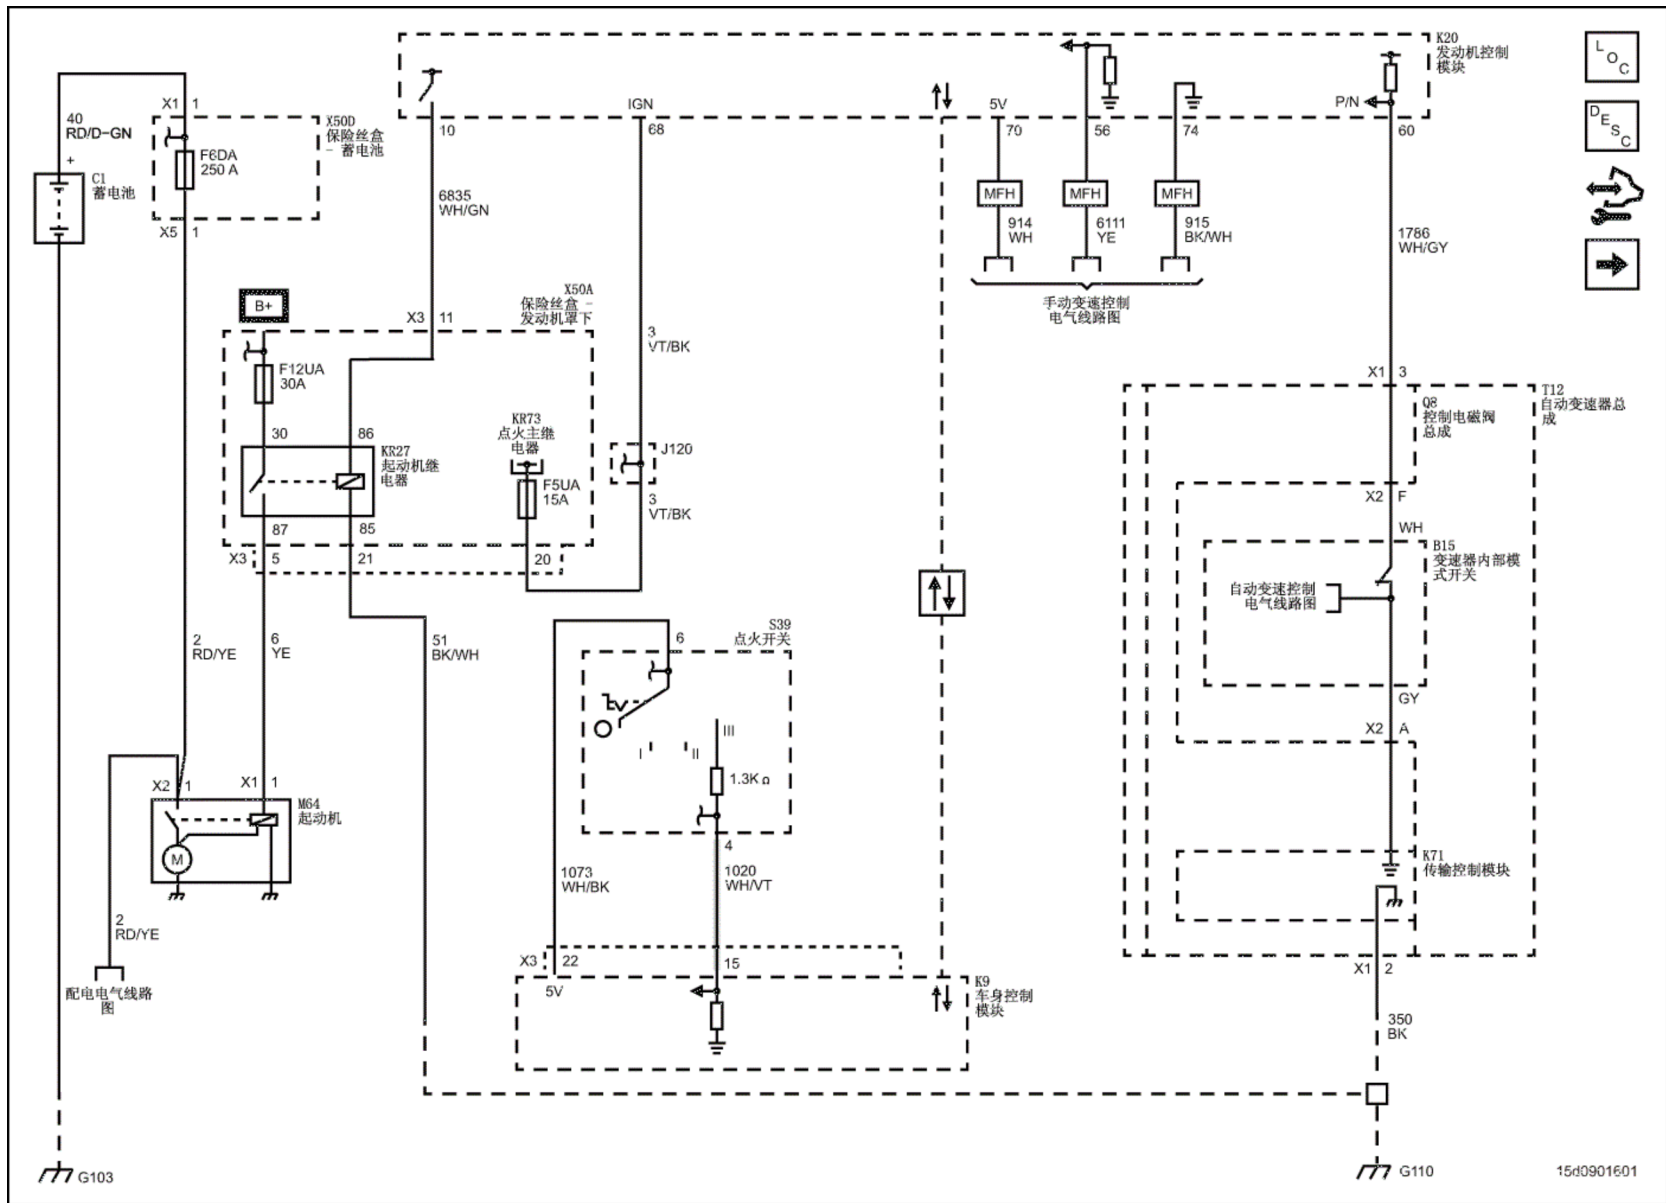 K20
发动机控制
模块
L
O
C
D
E
S
C
IGN
5V
P/N
10
68
70
56
74
60
X1 1
X50D
保险丝盒
- 蓄电池
F6DA
250 A
X5 1
40
RD/D-GN
+
C1
蓄电池
6835
WH/GN
MFH
MFH
MFH
914
WH
6111
YE
915
BK/WH
手动变速控制
电气线路图
1786
WH/GY
B+
X50A
保险丝盒 -
发动机罩下
X3 11
3
VT/BK
F12UA
30A
30
86
KR27
起动机继
电器
87
85
KR73
点火主继
电器
F5UA
15A
J120
3
VT/BK
X3 5
21
20
X1 3
T12
自动变速器总
成
Q8
控制电磁阀
总成
X2 F
WH
B15
变速器内部模
式开关
自动变速控制
电气线路图
GY
X2 A
2
RD/YE
6
YE
51
BK/WH
S39
点火开关
6
I
II
III
1.3KΩ
4
X2 1
X1 1
M64
起动机
M
1073
WH/BK
1020
WH/VT
K71
传输控制模块
2
RD/YE
配电电气线路
图
X3 22
15
5V
K9
车身控制
模块
X1 2
350
BK
G103
G110
15d0901601